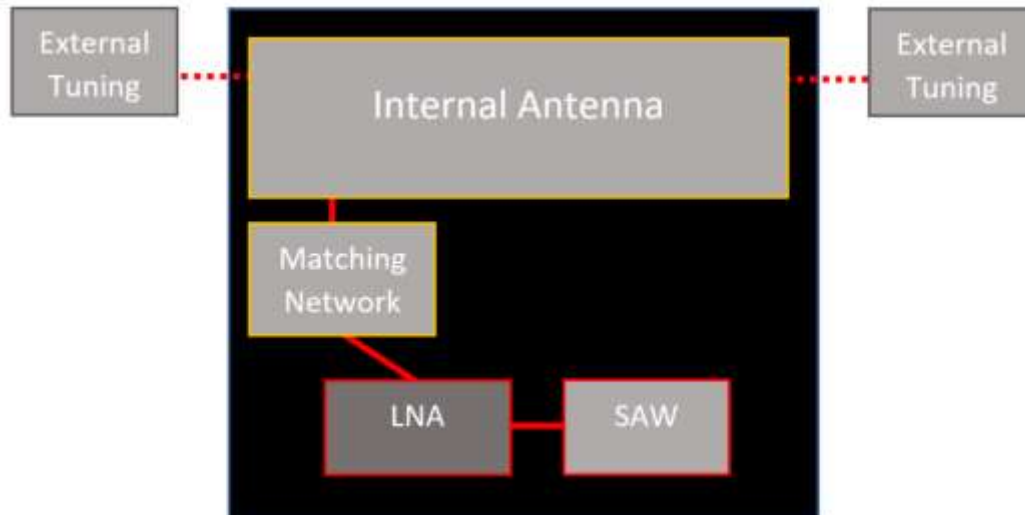 External
Tuning
Internal Antenna
External
Tuning
Matching
Network
LNA
SAW